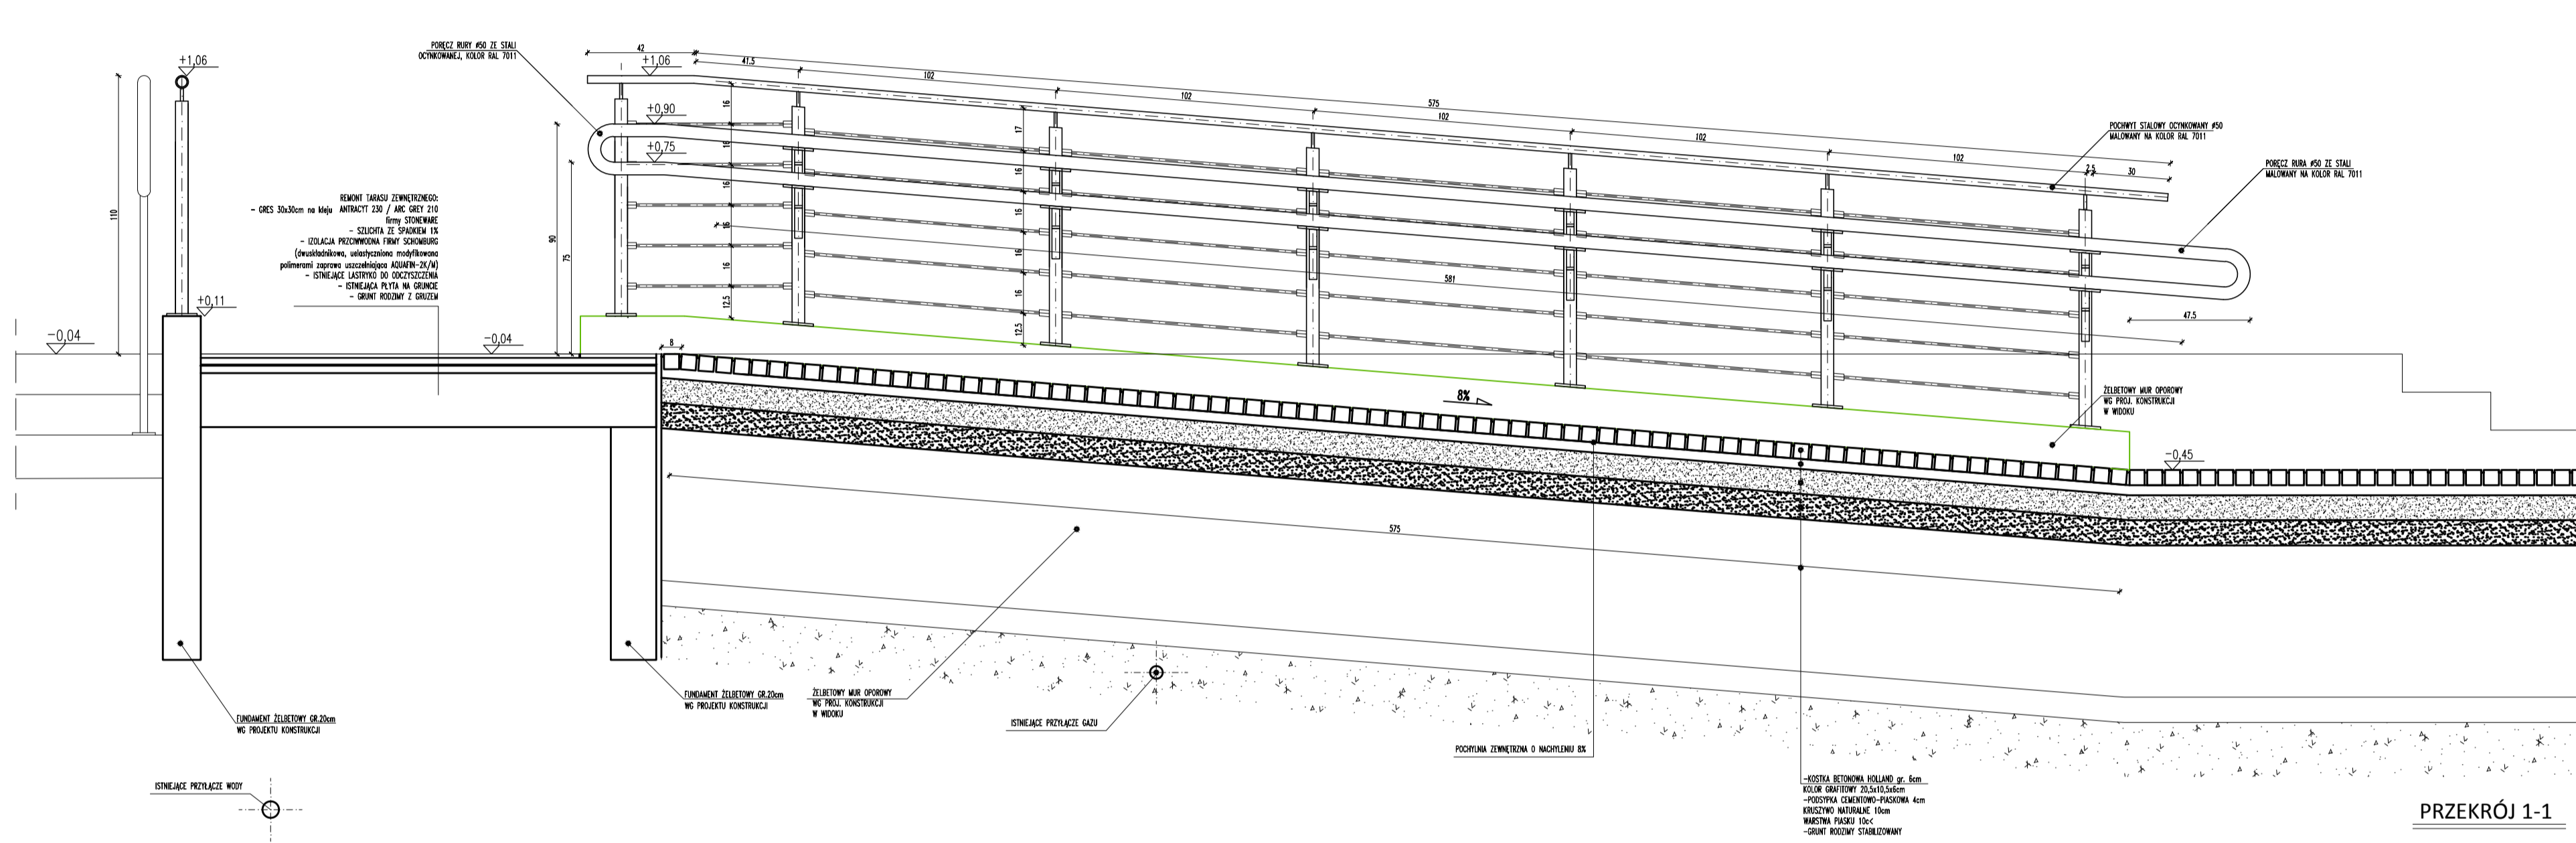 +1,06
PORĘCZ RURY ø50 ZE STALI
OCYNKOWANEJ, KOLOR RAL 7011
42
+1,06
41.5
102
102
102
102
102
575
2.5
30
POCHWYT STALOWY OCYNKOWANY ø50
MALOWANY NA KOLOR RAL 7011
PORĘCZ RURA ø50 ZE STALI
MALOWANY NA KOLOR RAL 7011
+0,90
+0,75
16
16
16
16
16
12.5
17
16
16
16
16
12.5
110
90
75
REMONT TARASU ZEWNĘTRZNEGO:
- GRES 30x30cm na kleju ANTRACYT 230 / ARC GREY 210
firmy STONEWARE
- SZLICHTA ZE SPADKIEM 1%
- IZOLACJA PRZCIWWODNA FIRMY SCHOMBURG
(dwuskładnikowa, uelastyczniona modyfikowana
polimerami zaprawa uszczelniająca AQUAFIN-2K/M)
- ISTNIEJĄCE LASTRYKO DO ODCZYSZCZENIA
- ISTNIEJĄCA PŁYTA NA GRUNCIE
- GRUNT RODZIMY Z GRUZEM
+0,11
-0,04
-0,04
8
581
47.5
8%
ŻELBETOWY MUR OPOROWY
WG PROJ. KONSTRUKCJI
W WIDOKU
-0,45
575
FUNDAMENT ŻELBETOWY GR.20cm
WG PROJEKTU KONSTRUKCJI
FUNDAMENT ŻELBETOWY GR.20cm
WG PROJEKTU KONSTRUKCJI
ŻELBETOWY MUR OPOROWY
WG PROJ. KONSTRUKCJI
W WIDOKU
ISTNIEJĄCE PRZYŁĄCZE GAZU
POCHYLNIA ZEWNĘTRZNA O NACHYLENIU 8%
-KOSTKA BETONOWA HOLLAND gr. 6cm
KOLOR GRAFITOWY 20,5x10,5x6cm
-PODSYPKA CEMENTOWO-PIASKOWA 4cm
KRUSZYWO NATURALNE 10cm
WARSTWA PIASKU 10c<
-GRUNT RODZIMY STABILIZOWANY
ISTNIEJĄCE PRZYŁĄCZE WODY
PRZEKRÓJ 1-1